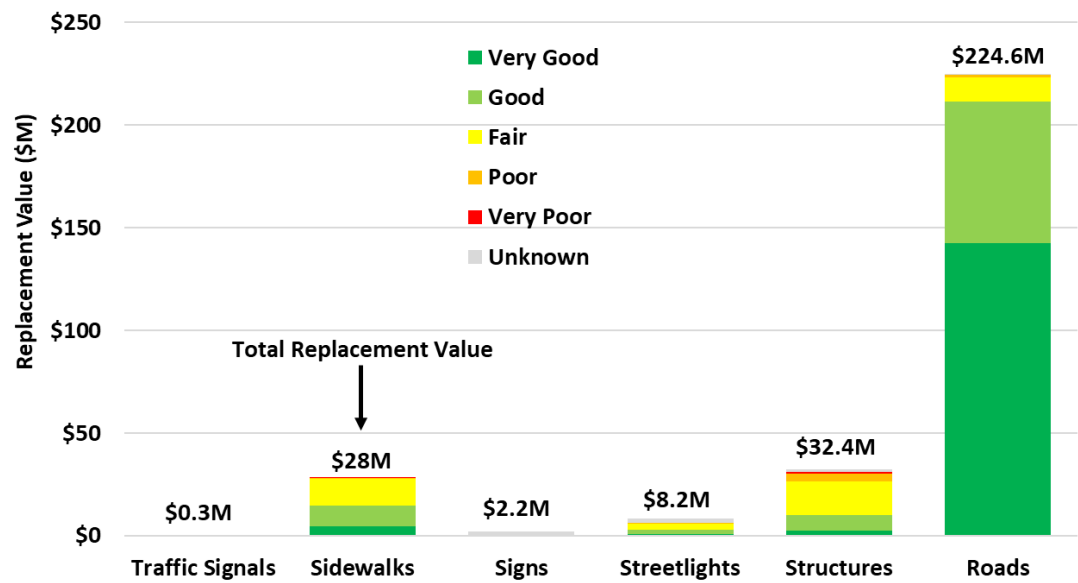 $250
$200
$150
$100
$50
$0
Replacement Value ($M)
Very Good
Good
Fair
Poor
Very Poor
Unknown
Total Replacement Value
$0.3M
$28M
$2.2M
$8.2M
$32.4M
$224.6M
Traffic Signals
Sidewalks
Signs
Streetlights
Structures
Roads